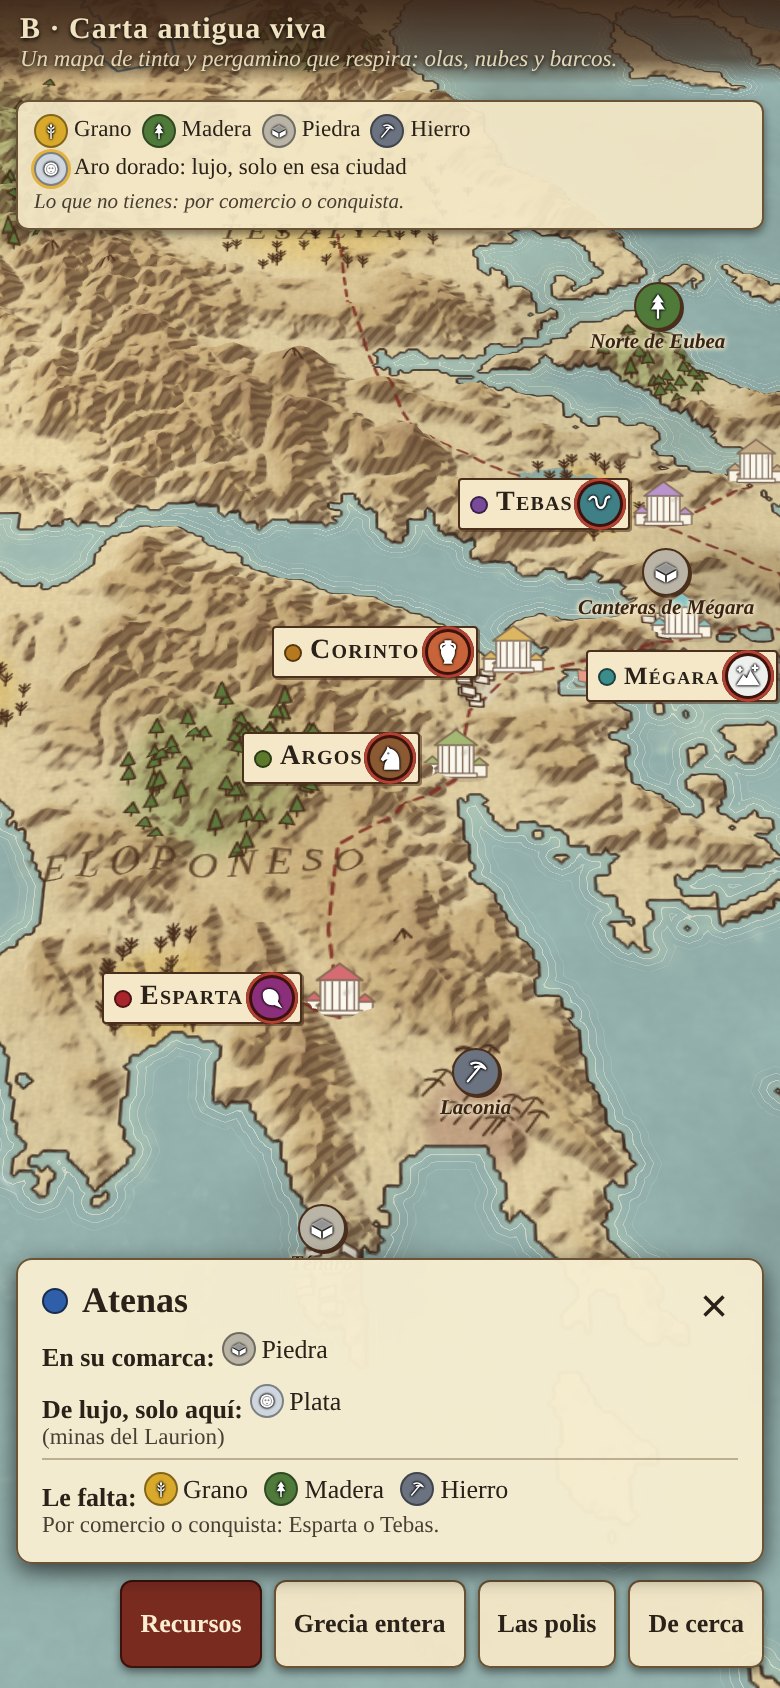 B · Carta antigua viva
Un mapa de tinta y pergamino que respira: olas, nubes y barcos.
Grano Madera Piedra Hierro
Aro dorado: lujo, solo en esa ciudad
Lo que no tienes: por comercio o conquista.
TESALIA
Norte de Eubea
TEBAS
Canteras de Mégara
CORINTO
MÉGARA
ARGOS
ELOPONESO
ESPARTA
Laconia
Atenas
×
En su comarca: Piedra
De lujo, solo aquí: Plata
(minas del Laurion)
Le falta: Grano Madera Hierro
Por comercio o conquista: Esparta o Tebas.
Recursos
Grecia entera
Las polis
De cerca